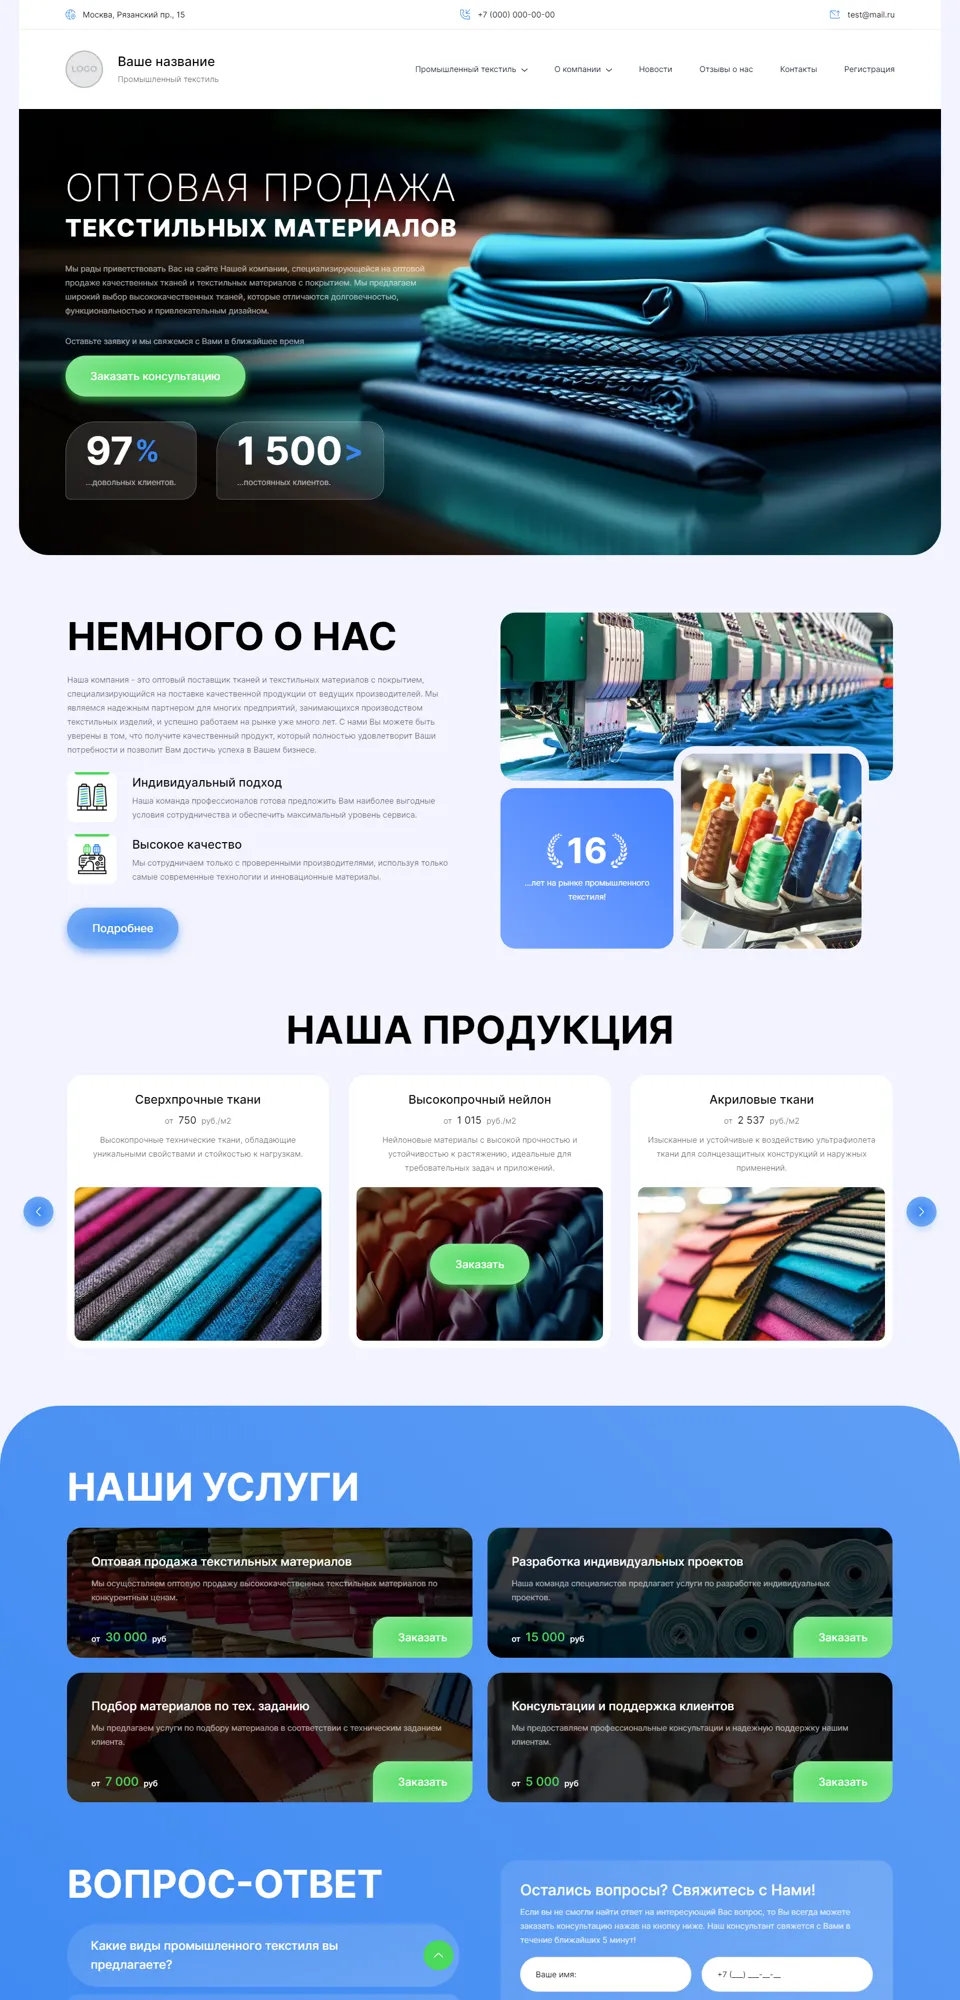 Москва, Рязанский пр., 15
+7 (000) 000-00-00
test@mail.ru
LOGO
Ваше название
Промышленный текстиль
Промышленный текстиль
О компании
Новости
Отзывы о нас
Контакты
Регистрация
ОПТОВАЯ ПРОДАЖА
ТЕКСТИЛЬНЫХ МАТЕРИАЛОВ
Мы рады приветствовать Вас на сайте Нашей компании, специализирующейся на оптовой
продаже качественных тканей и текстильных материалов с покрытием. Мы предлагаем
широкий выбор высококачественных тканей, которые отличаются долговечностью,
функциональностью и привлекательным дизайном.
Оставьте заявку и мы свяжемся с Вами в ближайшее время
Заказать консультацию
97%
...довольных клиентов.
1 500>
...постоянных клиентов.
НЕМНОГО О НАС
Наша компания - это оптовый поставщик тканей и текстильных материалов с покрытием,
специализирующийся на поставке качественной продукции от ведущих производителей. Мы
являемся надежным партнером для многих предприятий, занимающихся производством
текстильных изделий, и успешно работаем на рынке уже много лет. С нами Вы можете быть
уверены в том, что получите качественный продукт, который полностью удовлетворит Ваши
потребности и позволит Вам достичь успеха в Вашем бизнесе.
Индивидуальный подход
Наша команда профессионалов готова предложить Вам наиболее выгодные
условия сотрудничества и обеспечить максимальный уровень сервиса.
Высокое качество
Мы сотрудничаем только с проверенными производителями, используя только
самые современные технологии и инновационные материалы.
Подробнее
16
...лет на рынке промышленного
текстиля!
НАША ПРОДУКЦИЯ
Сверхпрочные ткани
от 750 руб./м2
Высокопрочные технические ткани, обладающие
уникальными свойствами и стойкостью к нагрузкам.
Высокопрочный нейлон
от 1 015 руб./м2
Нейлоновые материалы с высокой прочностью и
устойчивостью к растяжению, идеальные для
требовательных задач и приложений.
Заказать
Акриловые ткани
от 2 537 руб./м2
Изысканные и устойчивые к воздействию ультрафиолета
ткани для солнцезащитных конструкций и наружных
применений.
НАШИ УСЛУГИ
Оптовая продажа текстильных материалов
Мы осуществляем оптовую продажу высококачественных текстильных материалов по
конкурентным ценам.
от 30 000 руб
Заказать
Разработка индивидуальных проектов
Наша команда специалистов предлагает услуги по разработке индивидуальных
проектов.
от 15 000 руб
Заказать
Подбор материалов по тех. заданию
Мы предлагаем услуги по подбору материалов в соответствии с техническим заданием
клиента.
от 7 000 руб
Заказать
Консультации и поддержка клиентов
Мы предоставляем профессиональные консультации и надежную поддержку нашим
клиентам.
от 5 000 руб
Заказать
ВОПРОС-ОТВЕТ
Какие виды промышленного текстиля вы
предлагаете?
Остались вопросы? Свяжитесь с Нами!
Если вы не смогли найти ответ на интересующий Вас вопрос, то Вы всегда можете
заказать консультацию нажав на кнопку ниже. Наш консультант свяжется с Вами в
течение ближайших 5 минут!
Ваше имя:
+7 (___) ___-__-__